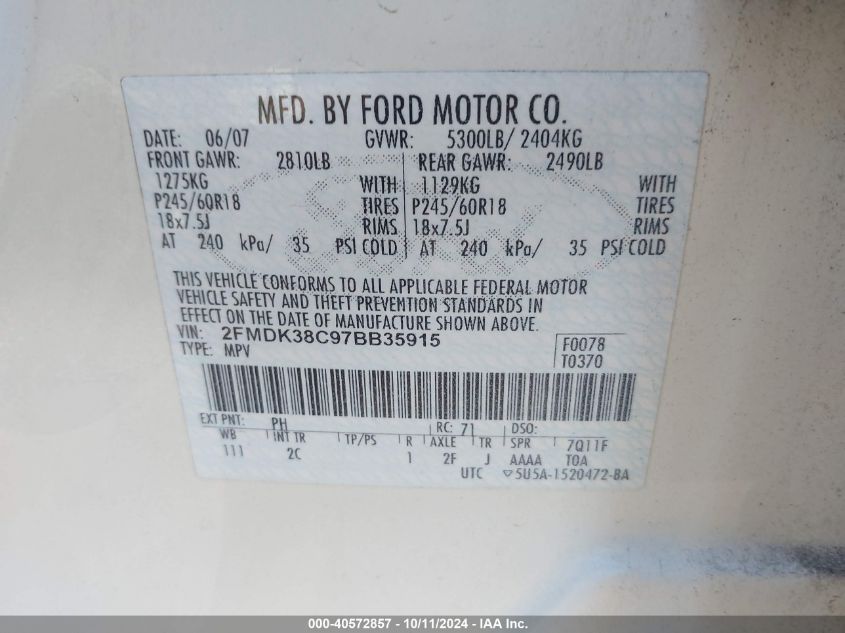 MFD. BY FORD MOTOR CO.
DATE: 06/07 GVWR: 5300LB/ 2404KG
FRONT GAWR: 2810LB REAR GAWR: 2490LB
1275KG WITH 1129KG WITH
P245/60R18 TIRES P245/60R18 TIRES
18x7.5J RIMS 18x7.5J RIMS
AT 240 kPa/ 35 PSI COLD AT 240 kPa/ 35 PSI COLD
THIS VEHICLE CONFORMS TO ALL APPLICABLE FEDERAL MOTOR
VEHICLE SAFETY AND THEFT PREVENTION STANDARDS IN
EFFECT ON THE DATE OF MANUFACTURE SHOWN ABOVE.
VIN: 2FMDK38C97BB35915 F0078
TYPE: MPV T0370
EXT PNT: PH RC: 71 DSO:
WB INT TR TP/PS R AXLE TR SPR 7Q11F
111 2C 1 2F J AAAA TOA
UTC ▽5U5A-1520472-BA
000-40572857 - 10/11/2024 - IAA Inc.